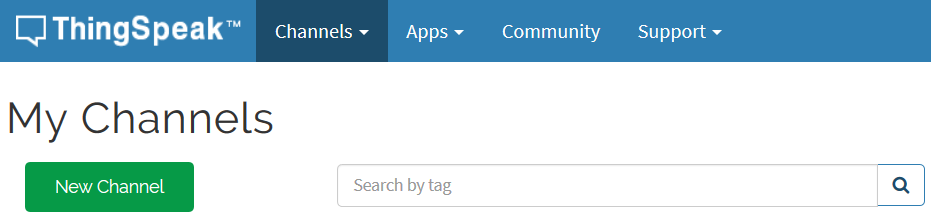 ThingSpeak™ Channels Apps Community Support
My Channels
New Channel Search by tag